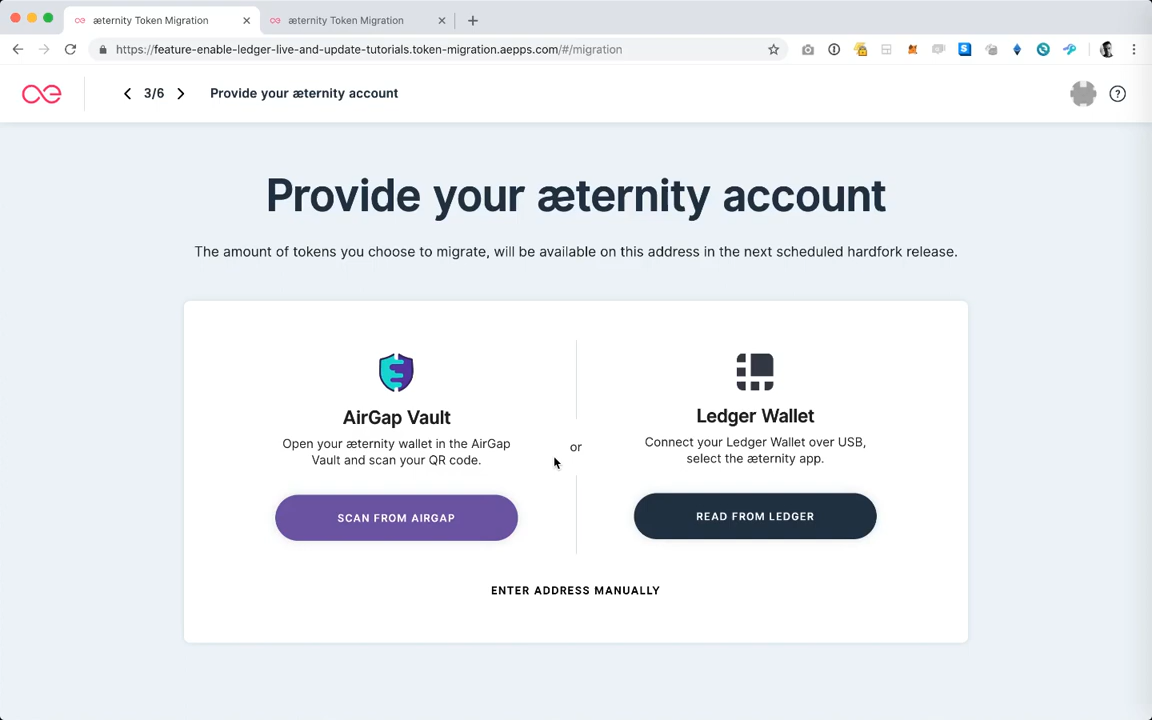 æternity Token Migration
æternity Token Migration
https://feature-enable-ledger-live-and-update-tutorials.token-migration.aepps.com/#/migration
3/6
Provide your æternity account
?
Provide your æternity account
The amount of tokens you choose to migrate, will be available on this address in the next scheduled hardfork release.
AirGap Vault
Open your æternity wallet in the AirGap
Vault and scan your QR code.
SCAN FROM AIRGAP
or
Ledger Wallet
Connect your Ledger Wallet over USB,
select the æternity app.
READ FROM LEDGER
ENTER ADDRESS MANUALLY